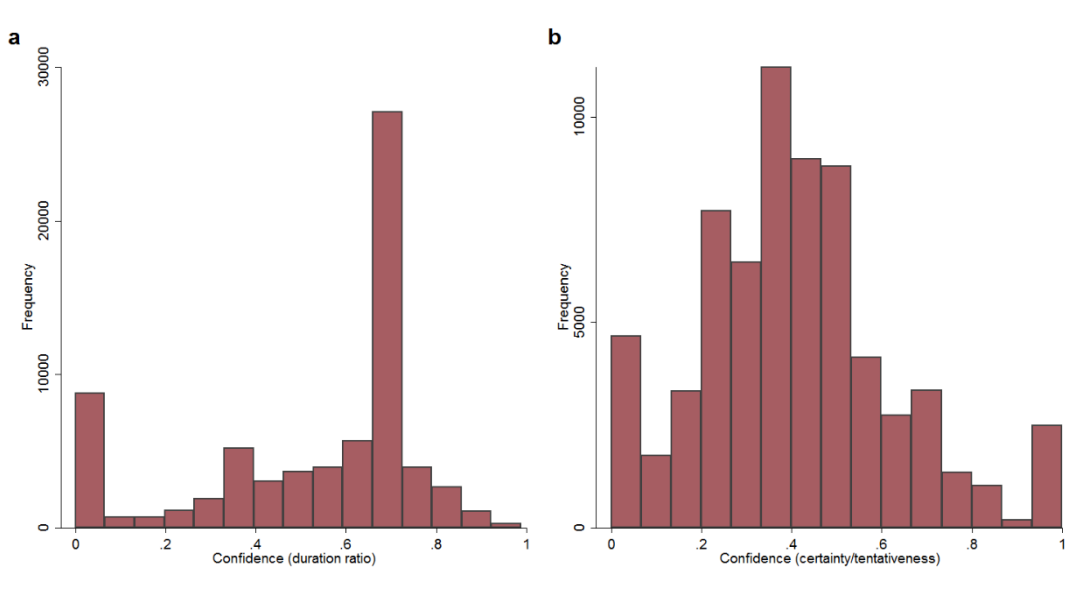 a
30000
20000
10000
0
Frequency
0 .2 .4 .6 .8 1
Confidence (duration ratio)
b
10000
5000
0
Frequency
0 .2 .4 .6 .8 1
Confidence (certainty/tentativeness)